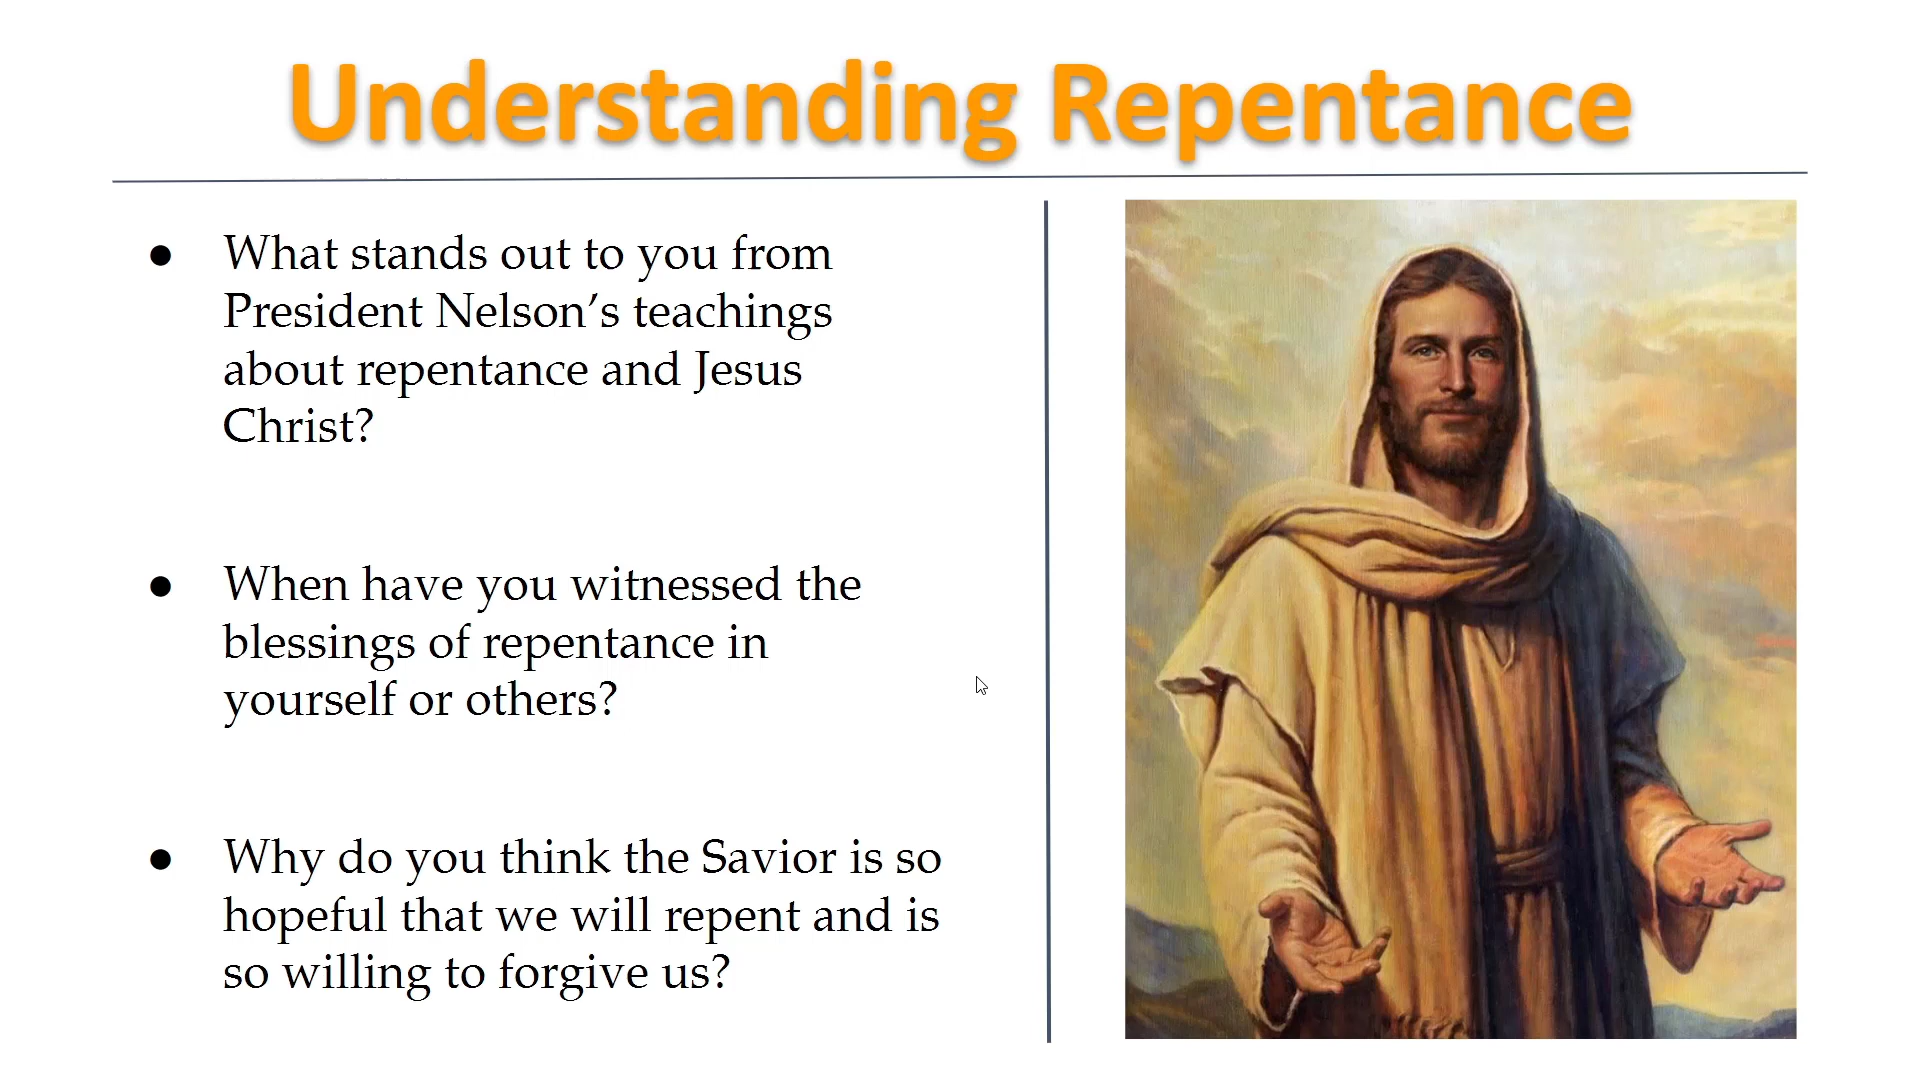 Understanding Repentance
● What stands out to you from
President Nelson’s teachings
about repentance and Jesus
Christ?
● When have you witnessed the
blessings of repentance in
yourself or others?
● Why do you think the Savior is so
hopeful that we will repent and is
so willing to forgive us?